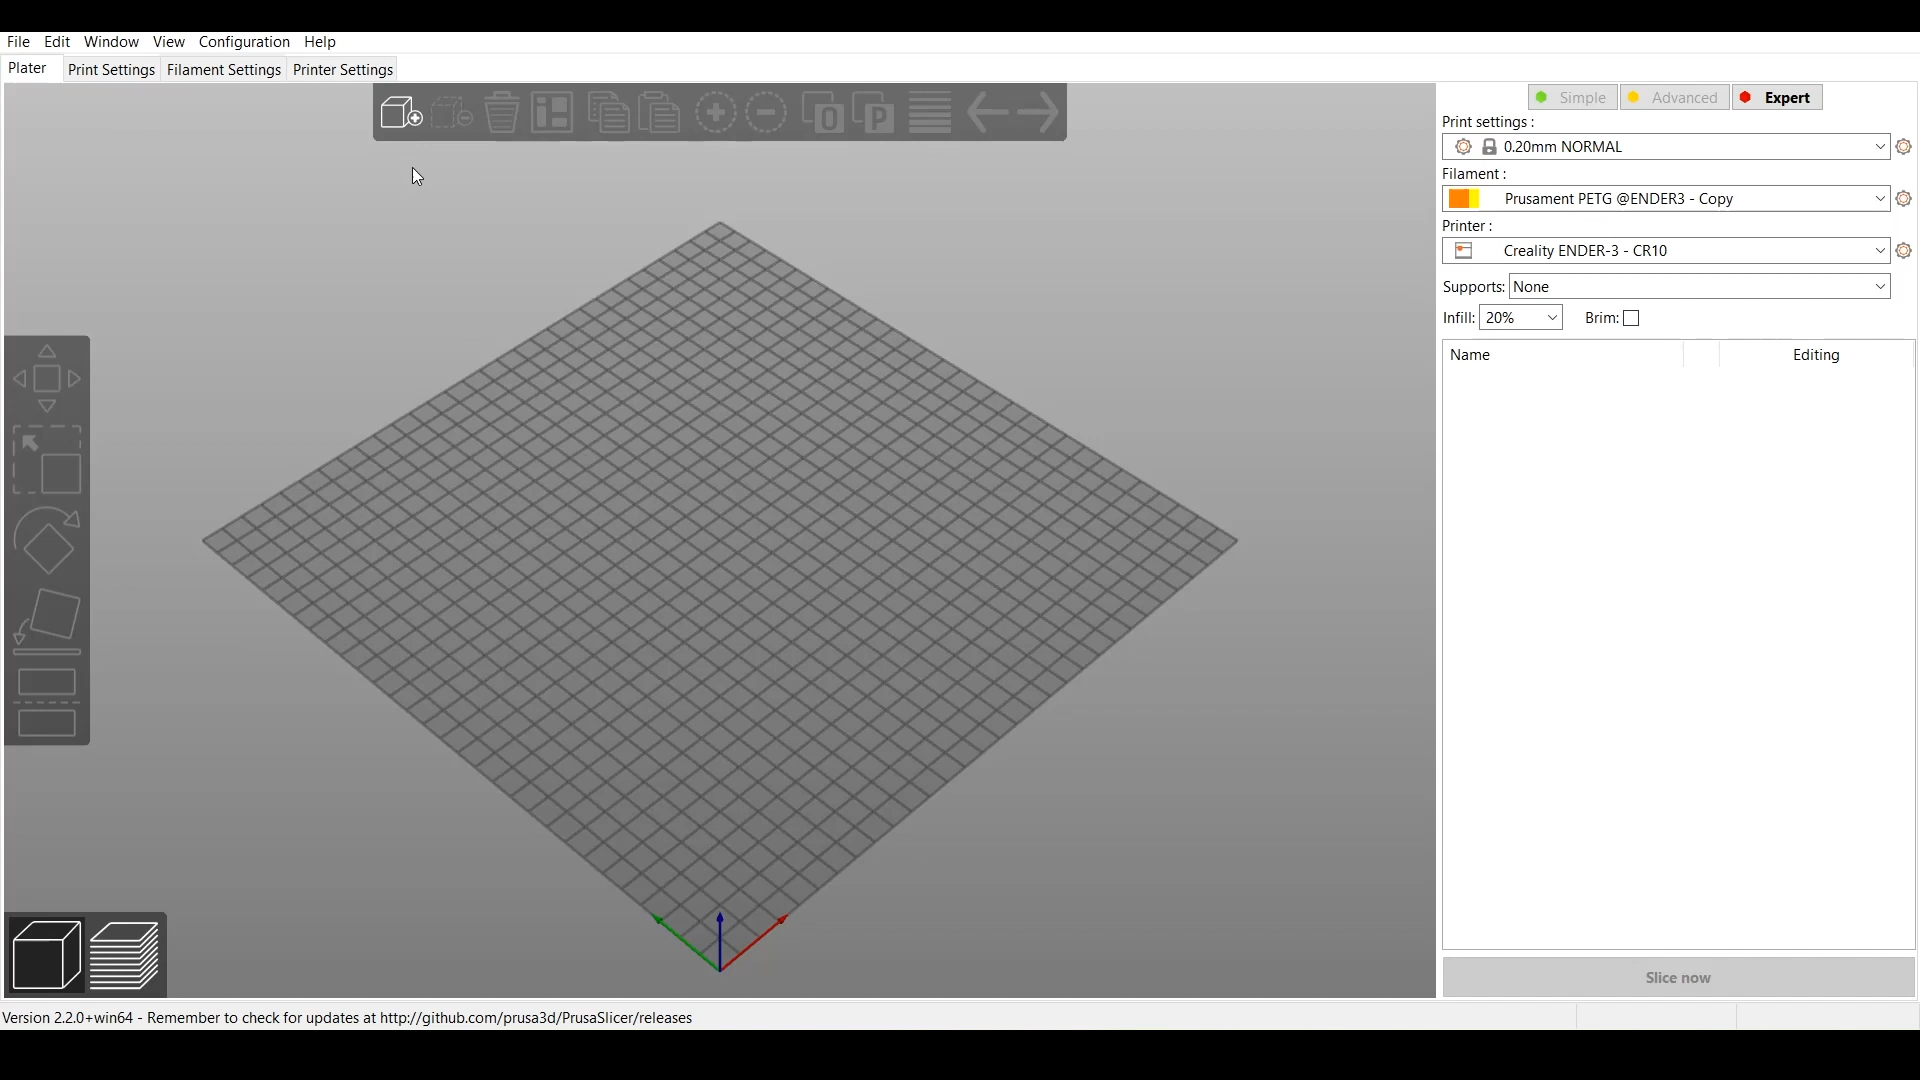 File Edit Window View Configuration Help
Plater Print Settings Filament Settings Printer Settings
O P
Simple Advanced Expert
Print settings :
0.20mm NORMAL
Filament :
Prusament PETG @ENDER3 - Copy
Printer :
Creality ENDER-3 - CR10
Supports: None
Infill: 20% Brim:
Name Editing
Slice now
Version 2.2.0+win64 - Remember to check for updates at http://github.com/prusa3d/PrusaSlicer/releases